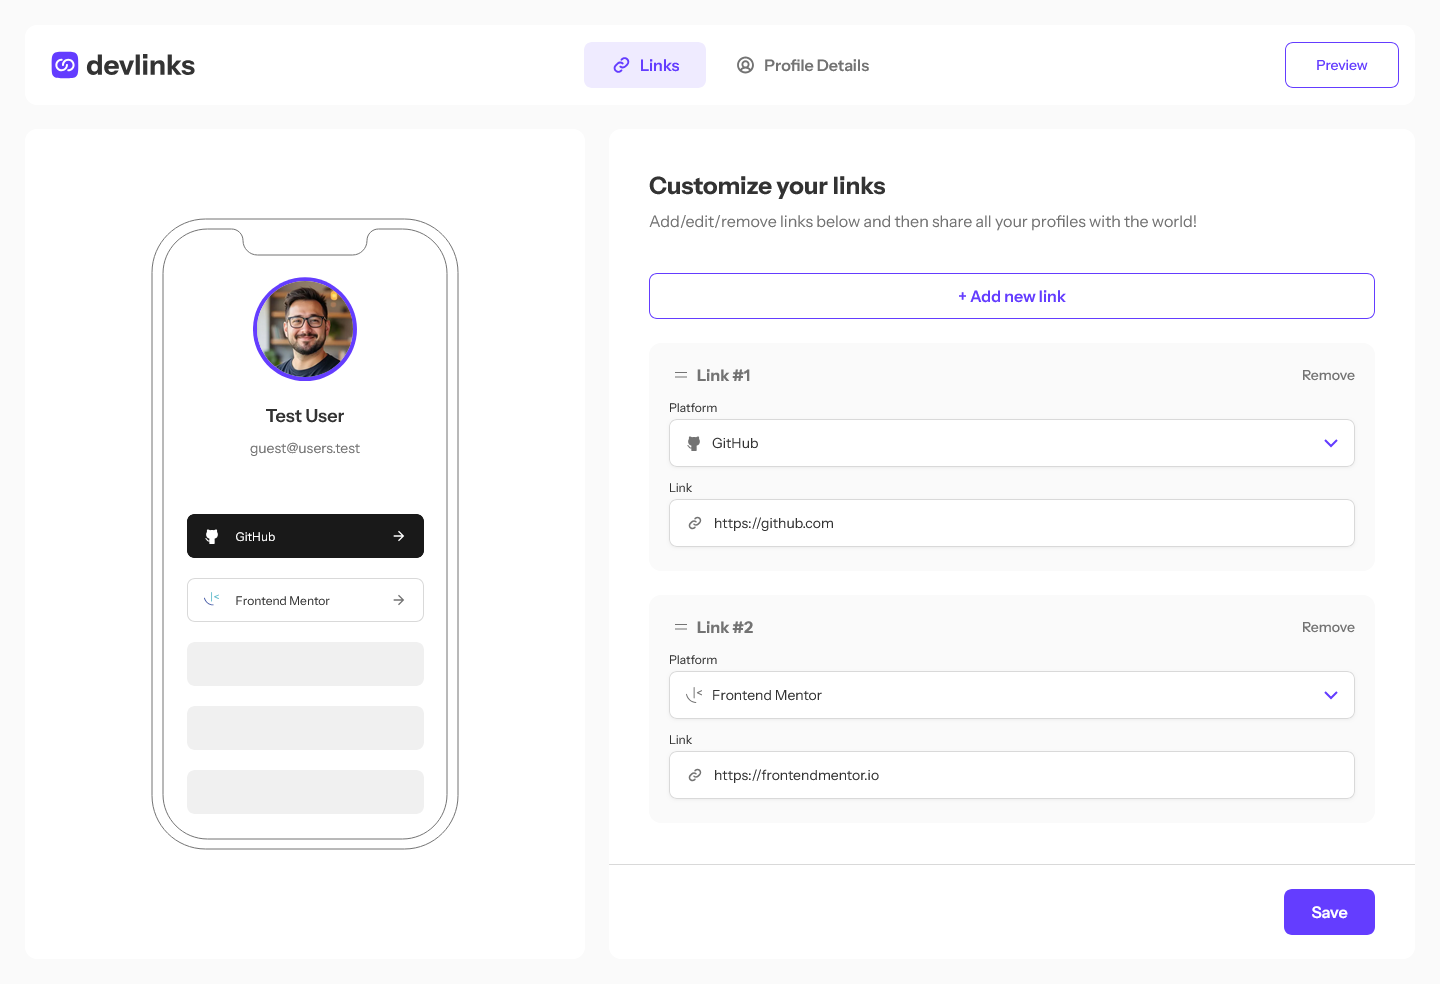 devlinks
Links
Profile Details
Preview
Test User
guest@users.test
GitHub
Frontend Mentor
Customize your links
Add/edit/remove links below and then share all your profiles with the world!
+ Add new link
Link #1
Remove
Platform
GitHub
Link
https://github.com
Link #2
Remove
Platform
Frontend Mentor
Link
https://frontendmentor.io
Save